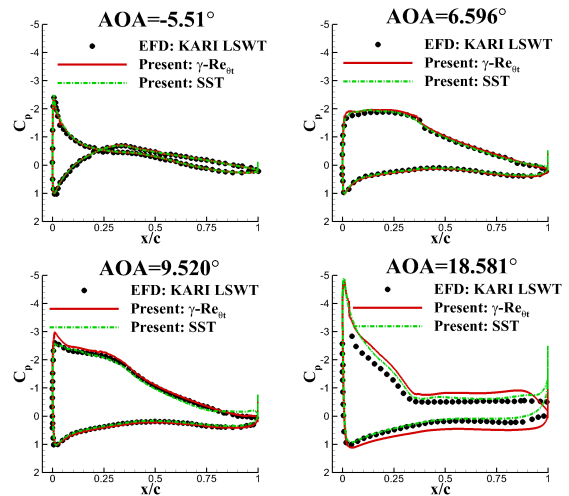 AOA=-5.51°
-5
-4
-3
-2
-1
0
1
2
Cp
EFD: KARI LSWT
Present: γ-Reθt
Present: SST
0
0.25
0.5
0.75
1
x/c
AOA=6.596°
-5
-4
-3
-2
-1
0
1
2
Cp
EFD: KARI LSWT
Present: γ-Reθt
Present: SST
0
0.25
0.5
0.75
1
x/c
AOA=9.520°
-5
-4
-3
-2
-1
0
1
2
Cp
EFD: KARI LSWT
Present: γ-Reθt
Present: SST
0
0.25
0.5
0.75
1
x/c
AOA=18.581°
-5
-4
-3
-2
-1
0
1
2
Cp
EFD: KARI LSWT
Present: γ-Reθt
Present: SST
0
0.25
0.5
0.75
1
x/c